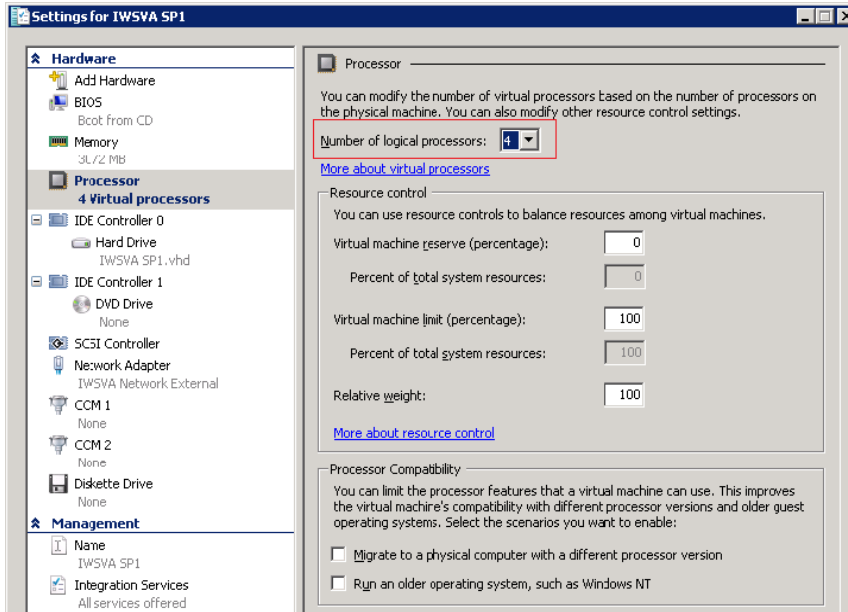 Settings for IWSVA SP1
Hardware
Add Hardware
BIOS
Boot from CD
Memory
3072 MB
Processor
4 Virtual processors
IDE Controller 0
Hard Drive
IWSVA SP1.vhd
IDE Controller 1
DVD Drive
None
SCSI Controller
Network Adapter
IWSVA Network External
COM 1
None
COM 2
None
Diskette Drive
None
Management
Name
IWSVA SP1
Integration Services
All services offered
Processor
You can modify the number of virtual processors based on the number of processors on
the physical machine. You can also modify other resource control settings.
Number of logical processors: 4
More about virtual processors
Resource control
You can use resource controls to balance resources among virtual machines.
Virtual machine reserve (percentage): 0
Percent of total system resources: 0
Virtual machine limit (percentage): 100
Percent of total system resources: 100
Relative weight: 100
More about resource control
Processor Compatibility
You can limit the processor features that a virtual machine can use. This improves
the virtual machine's compatibility with different processor versions and older guest
operating systems. Select the scenarios you want to enable:
Migrate to a physical computer with a different processor version
Run an older operating system, such as Windows NT